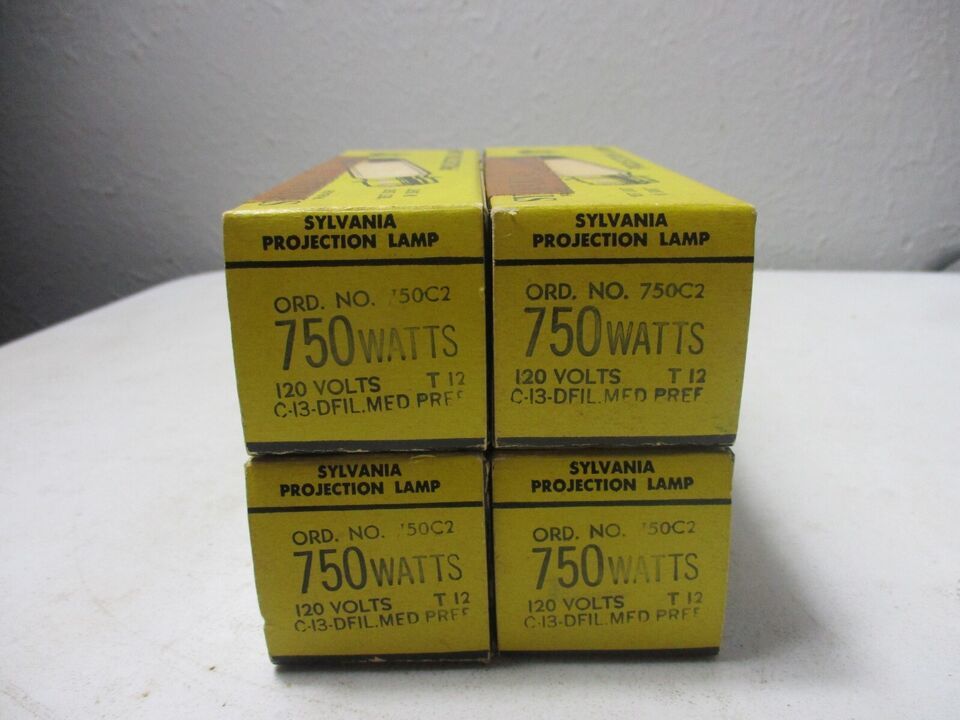 SYLVANIA
PROJECTION LAMP
ORD. NO. 750C2
750 WATTS
120 VOLTS T 12
C-13-DFIL. MED PREF
SYLVANIA
PROJECTION LAMP
ORD. NO. 750C2
750 WATTS
120 VOLTS T 12
C-13-DFIL. MED PREF
SYLVANIA
PROJECTION LAMP
ORD. NO. 750C2
750 WATTS
120 VOLTS T 12
C-13-DFIL. MED PREF
SYLVANIA
PROJECTION LAMP
ORD. NO. 750C2
750 WATTS
120 VOLTS T 12
C-13-DFIL. MED PREF